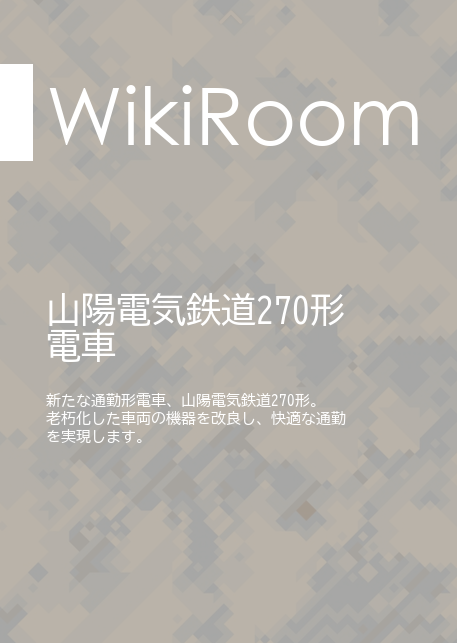 WikiRoom
山陽電気鉄道270形
電車
新たな通勤形電車、山陽電気鉄道270形。
老朽化した車両の機器を改良し、快適な通勤
を実現します。